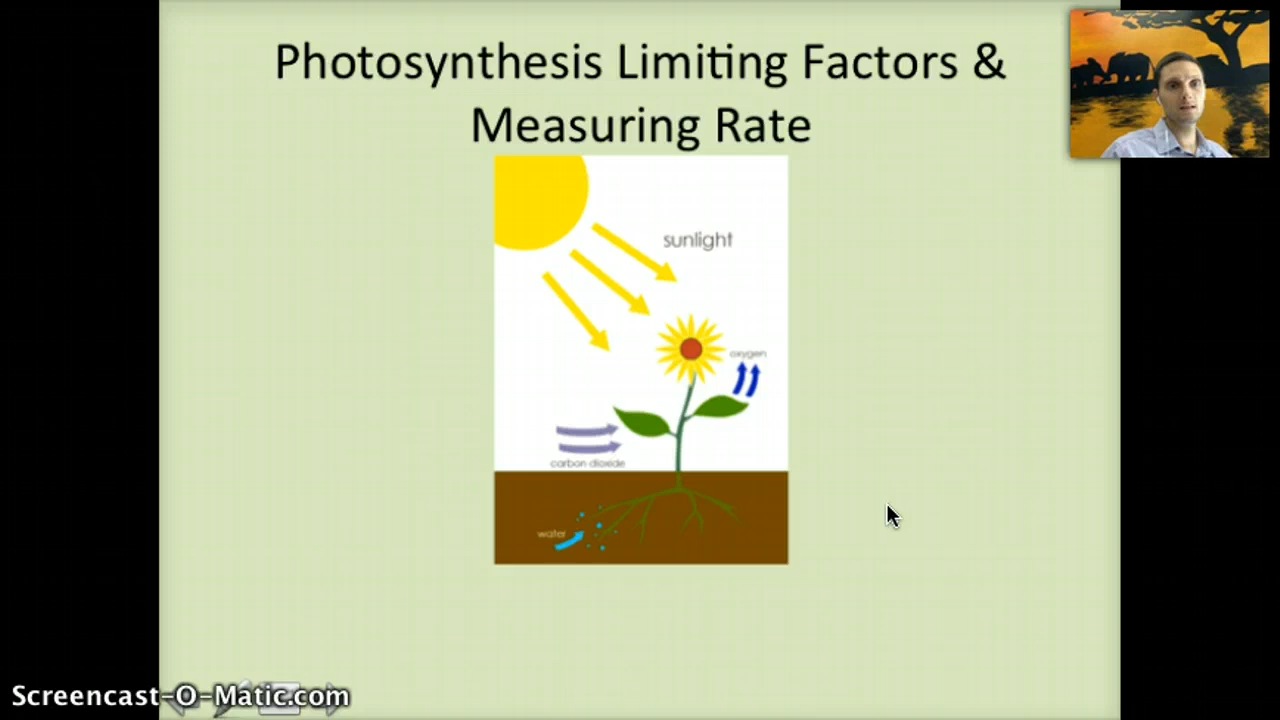 Photosynthesis Limiting Factors &
Measuring Rate
sunlight
oxygen
carbon dioxide
water
Screencast-O-Matic.com